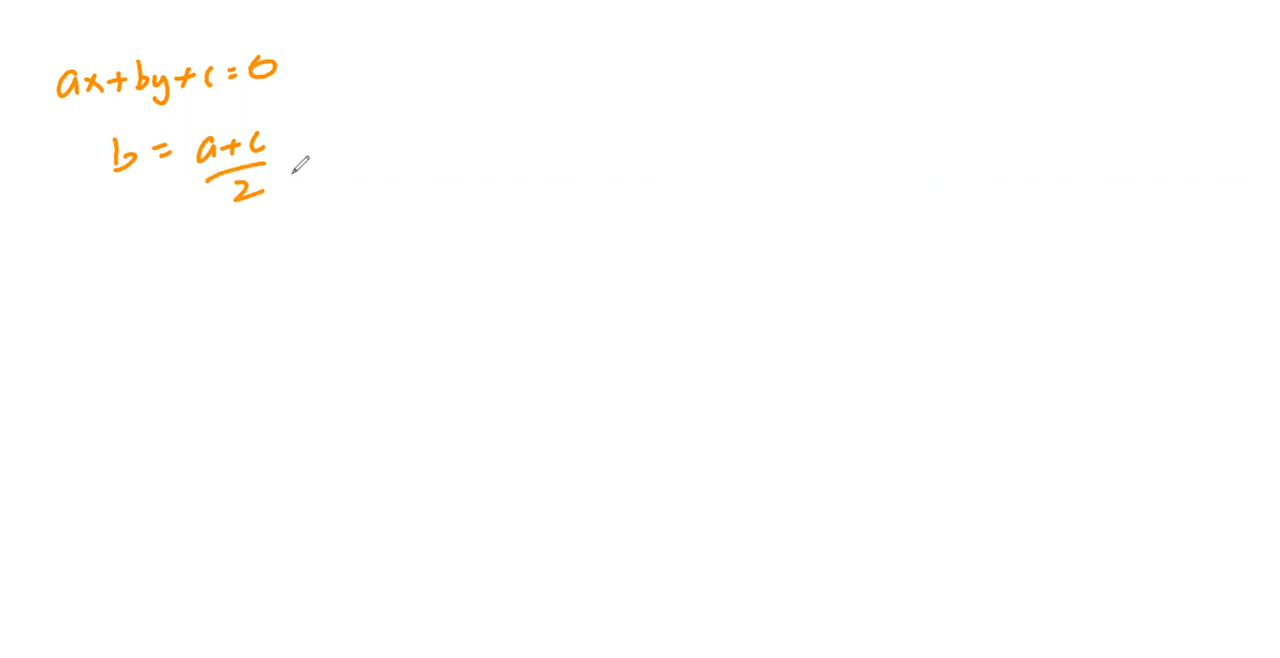 ax+by+c=0
b = a+c
2